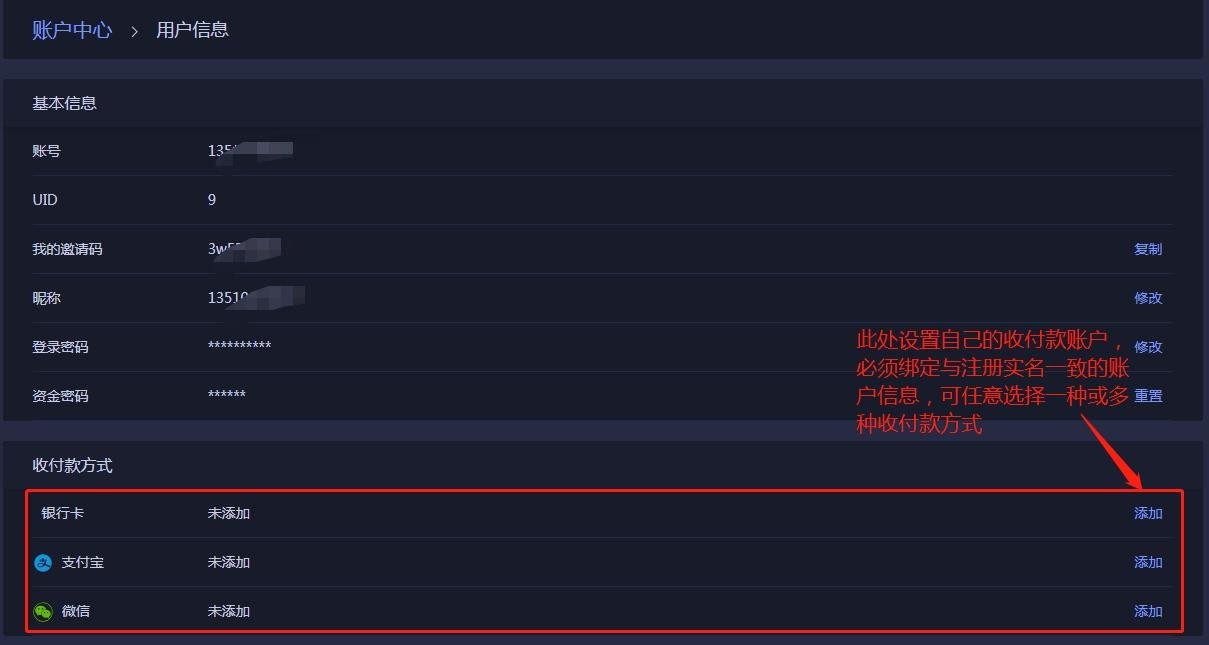 账户中心 > 用户信息
基本信息
账号 135
UID 9
我的邀请码 3w 复制
昵称 13510 修改
登录密码 ********** 修改
资金密码 ****** 重置
此处设置自己的收付款账户，
必须绑定与注册实名一致的账
户信息，可任意选择一种或多
种收付款方式
收付款方式
银行卡 未添加 添加
支 支付宝 未添加 添加
微信 未添加 添加